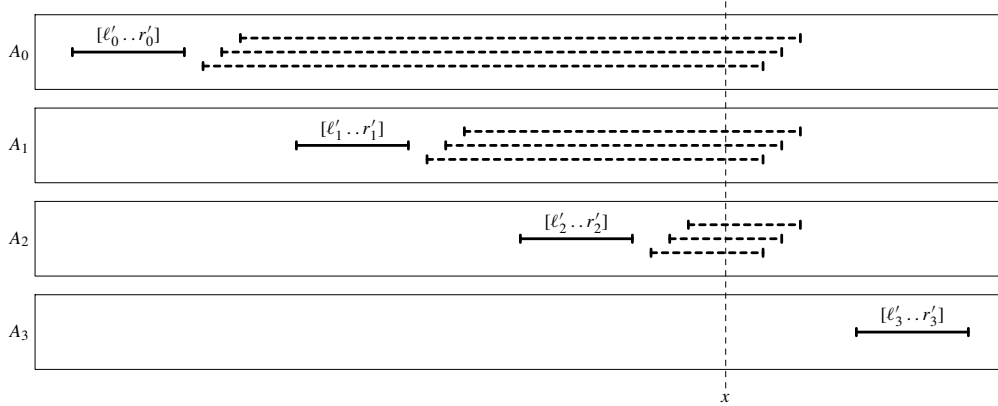 [ℓ′₀ . . r′₀]
A₀
[ℓ′₁ . . r′₁]
A₁
[ℓ′₂ . . r′₂]
A₂
[ℓ′₃ . . r′₃]
A₃
x